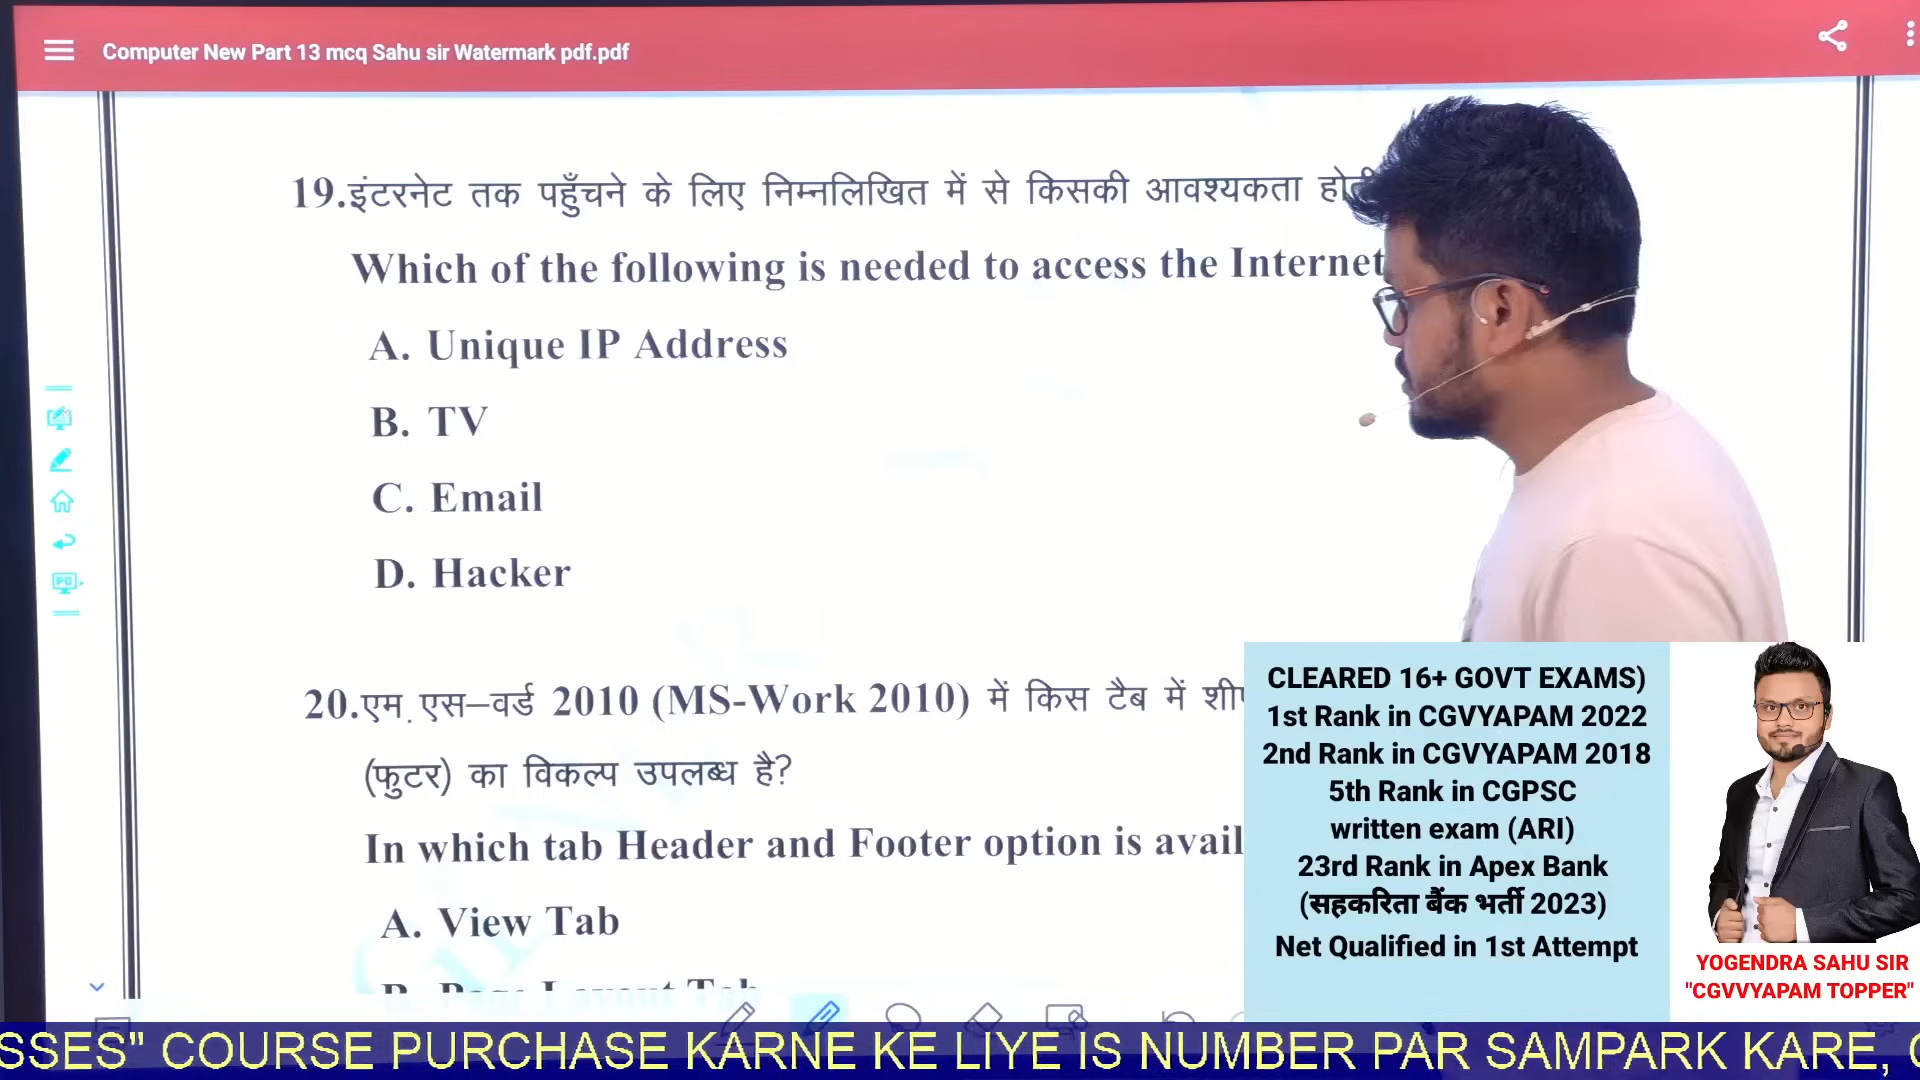 Computer New Part 13 mcq Sahu sir Watermark pdf.pdf
19.इंटरनेट तक पहुँचने के लिए निम्नलिखित में से किसकी आवश्यकता
Which of the following is needed to access the Internet
A. Unique IP Address
B. TV
C. Email
D. Hacker
20.एम.एस–वर्ड 2010 (MS-Work 2010) में किस टैब में
(फुटर) का विकल्प उपलब्ध है?
In which tab Header and Footer option is
A. View Tab
B. Page Layout Tab
CLEARED 16+ GOVT EXAMS)
1st Rank in CGVYAPAM 2022
2nd Rank in CGVYAPAM 2018
5th Rank in CGPSC
written exam (ARI)
23rd Rank in Apex Bank
(सहकरिता बैंक भर्ती 2023)
Net Qualified in 1st Attempt
YOGENDRA SAHU SIR
"CGVVYAPAM TOPPER"
SSES" COURSE PURCHASE KARNE KE LIYE IS NUMBER PAR SAMPARK KARE,